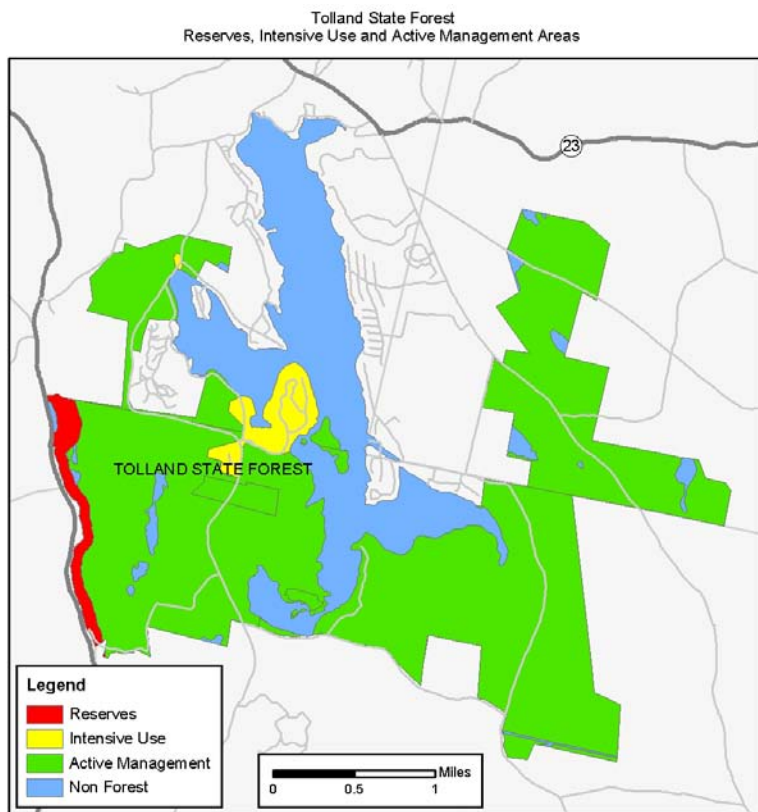 Tolland State Forest
Reserves, Intensive Use and Active Management Areas
23
TOLLAND STATE FOREST
Legend
Reserves
Intensive Use
Active Management
Non Forest
Miles
0 0.5 1